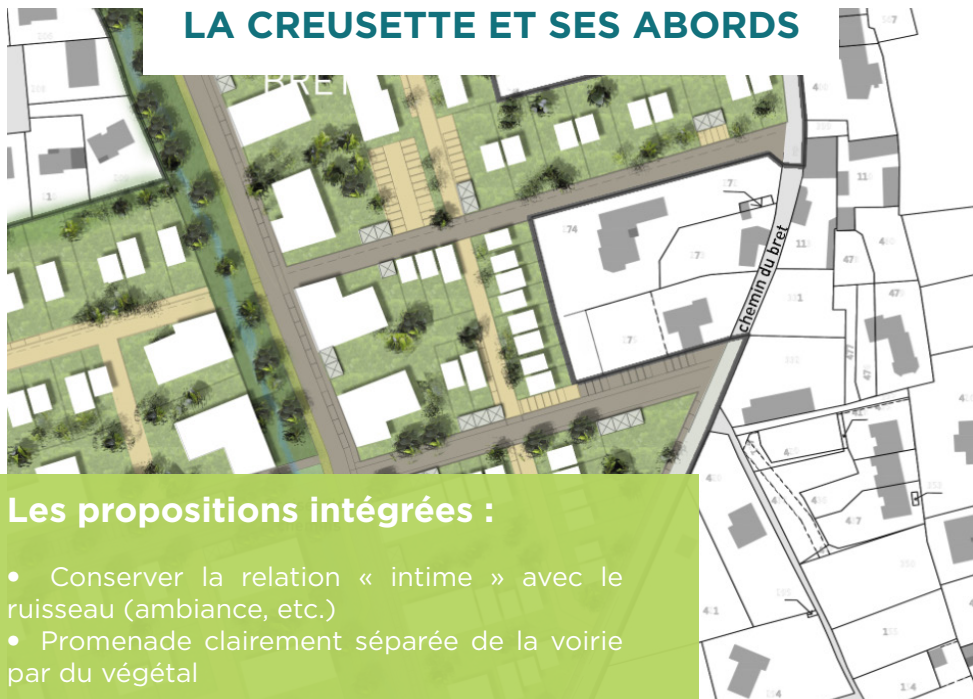 LA CREUSETTE ET SES ABORDS
BRET
chemin du bret
Les propositions intégrées :
• Conserver la relation « intime » avec le
ruisseau (ambiance, etc.)
• Promenade clairement séparée de la voirie
par du végétal